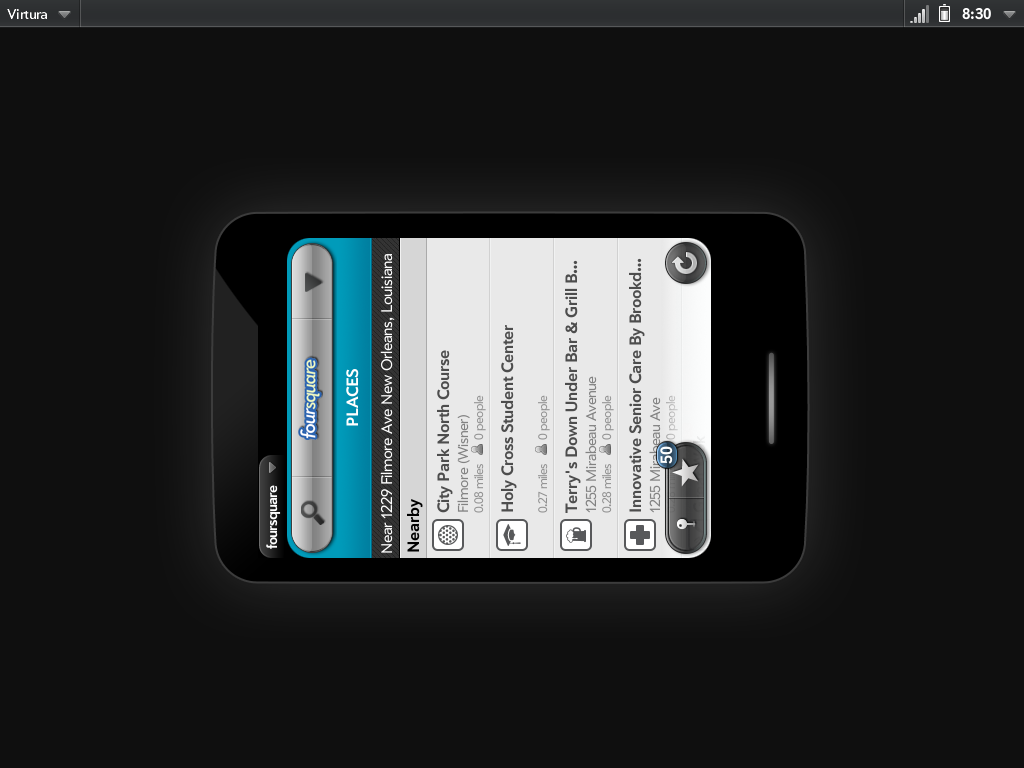 Virtura
8:30
foursquare
foursquare
PLACES
Near 1229 Filmore Ave New Orleans, Louisiana
Nearby
City Park North Course
Filmore (Wisner)
0.08 miles 0 people
Holy Cross Student Center
0.27 miles 0 people
Terry's Down Under Bar & Grill B...
1255 Mirabeau Avenue
0.28 miles 0 people
Innovative Senior Care By Brookd...
1255 Mirabeau Ave
0 people
50